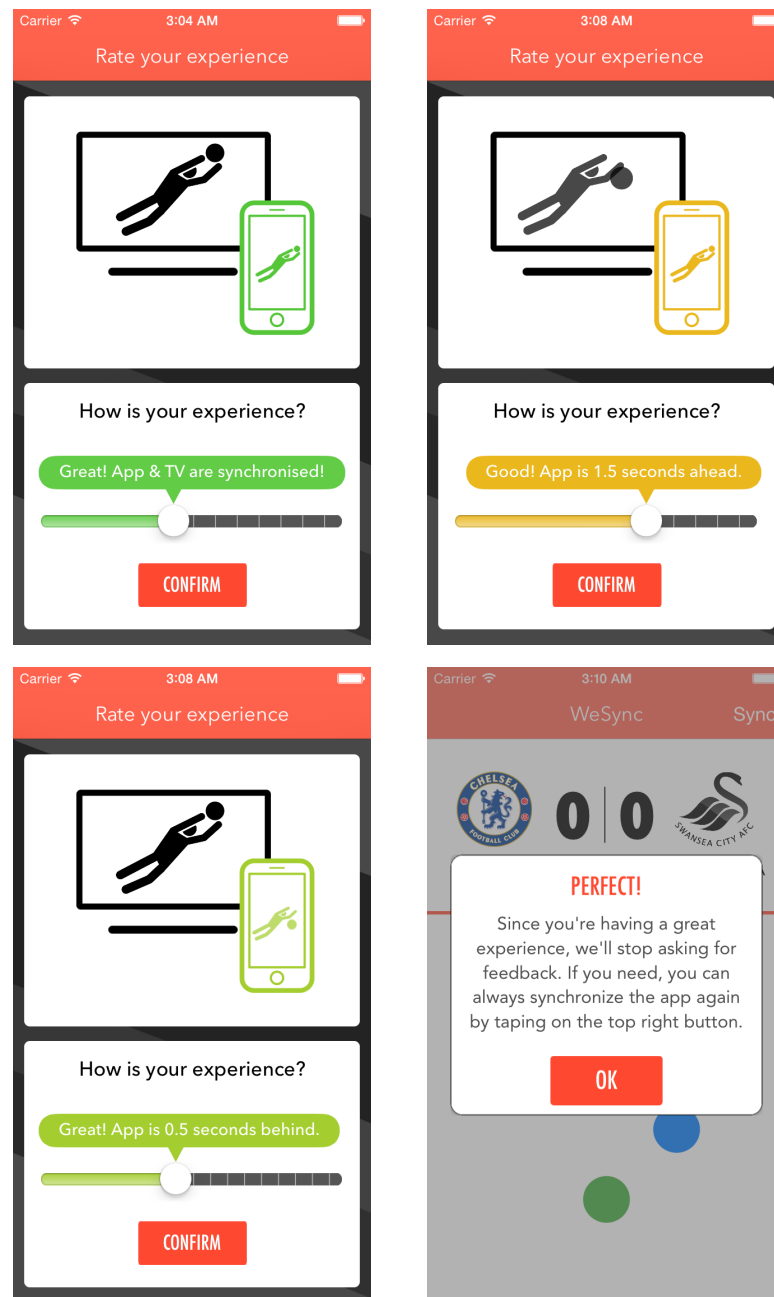 Carrier 3:04 AM
Rate your experience
How is your experience?
Great! App & TV are synchronised!
CONFIRM
Carrier 3:08 AM
Rate your experience
How is your experience?
Good! App is 1.5 seconds ahead.
CONFIRM
Carrier 3:08 AM
Rate your experience
How is your experience?
Great! App is 0.5 seconds behind.
CONFIRM
Carrier 3:10 AM
WeSync Sync
CHELSEA
FOOTBALL CLUB
0 0
SWANSEA CITY AFC
PERFECT!
Since you're having a great
experience, we'll stop asking for
feedback. If you need, you can
always synchronize the app again
by taping on the top right button.
OK